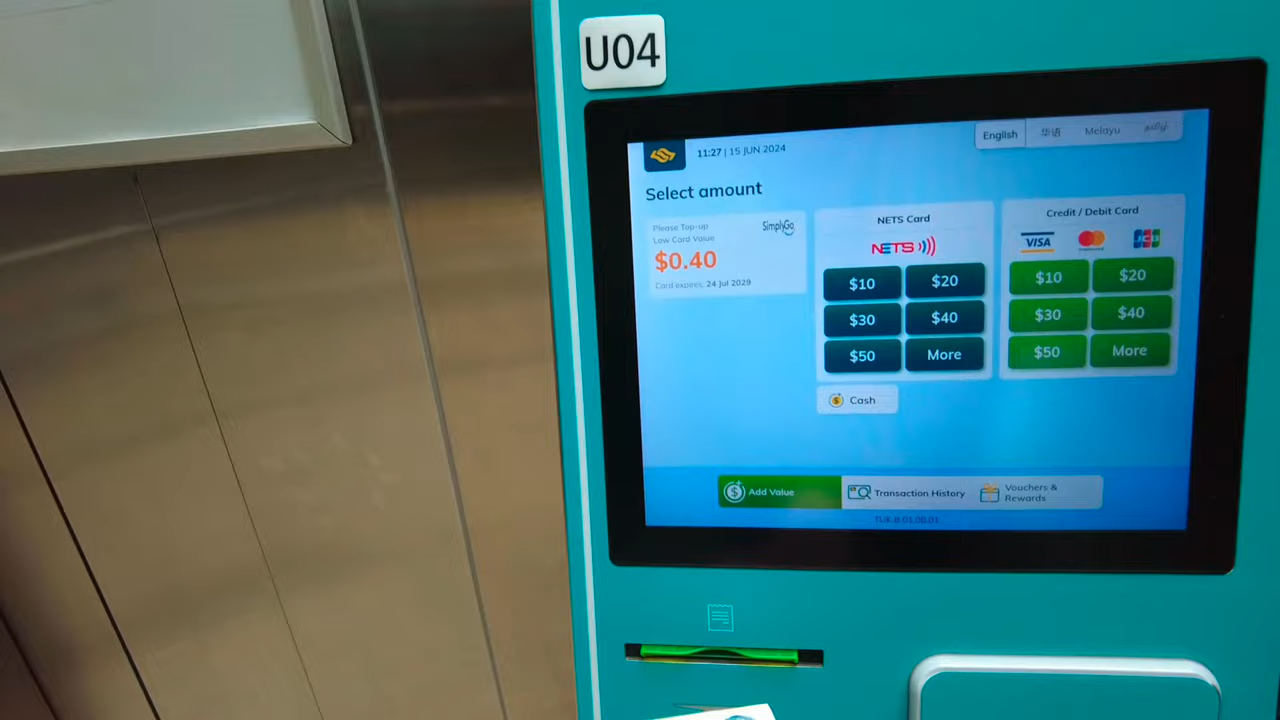 U04
English 华语 Melayu தமிழ்
11:27 | 15 JUN 2024
Select amount
Please Top-up
Low Card Value
SimplyGo
$0.40
Card expires, 24 Jul 2029
NETS Card
NETS
$10 $20
$30 $40
$50 More
Cash
Credit / Debit Card
VISA
JCB
$10 $20
$30 $40
$50 More
Add Value
Transaction History
Vouchers &
Rewards